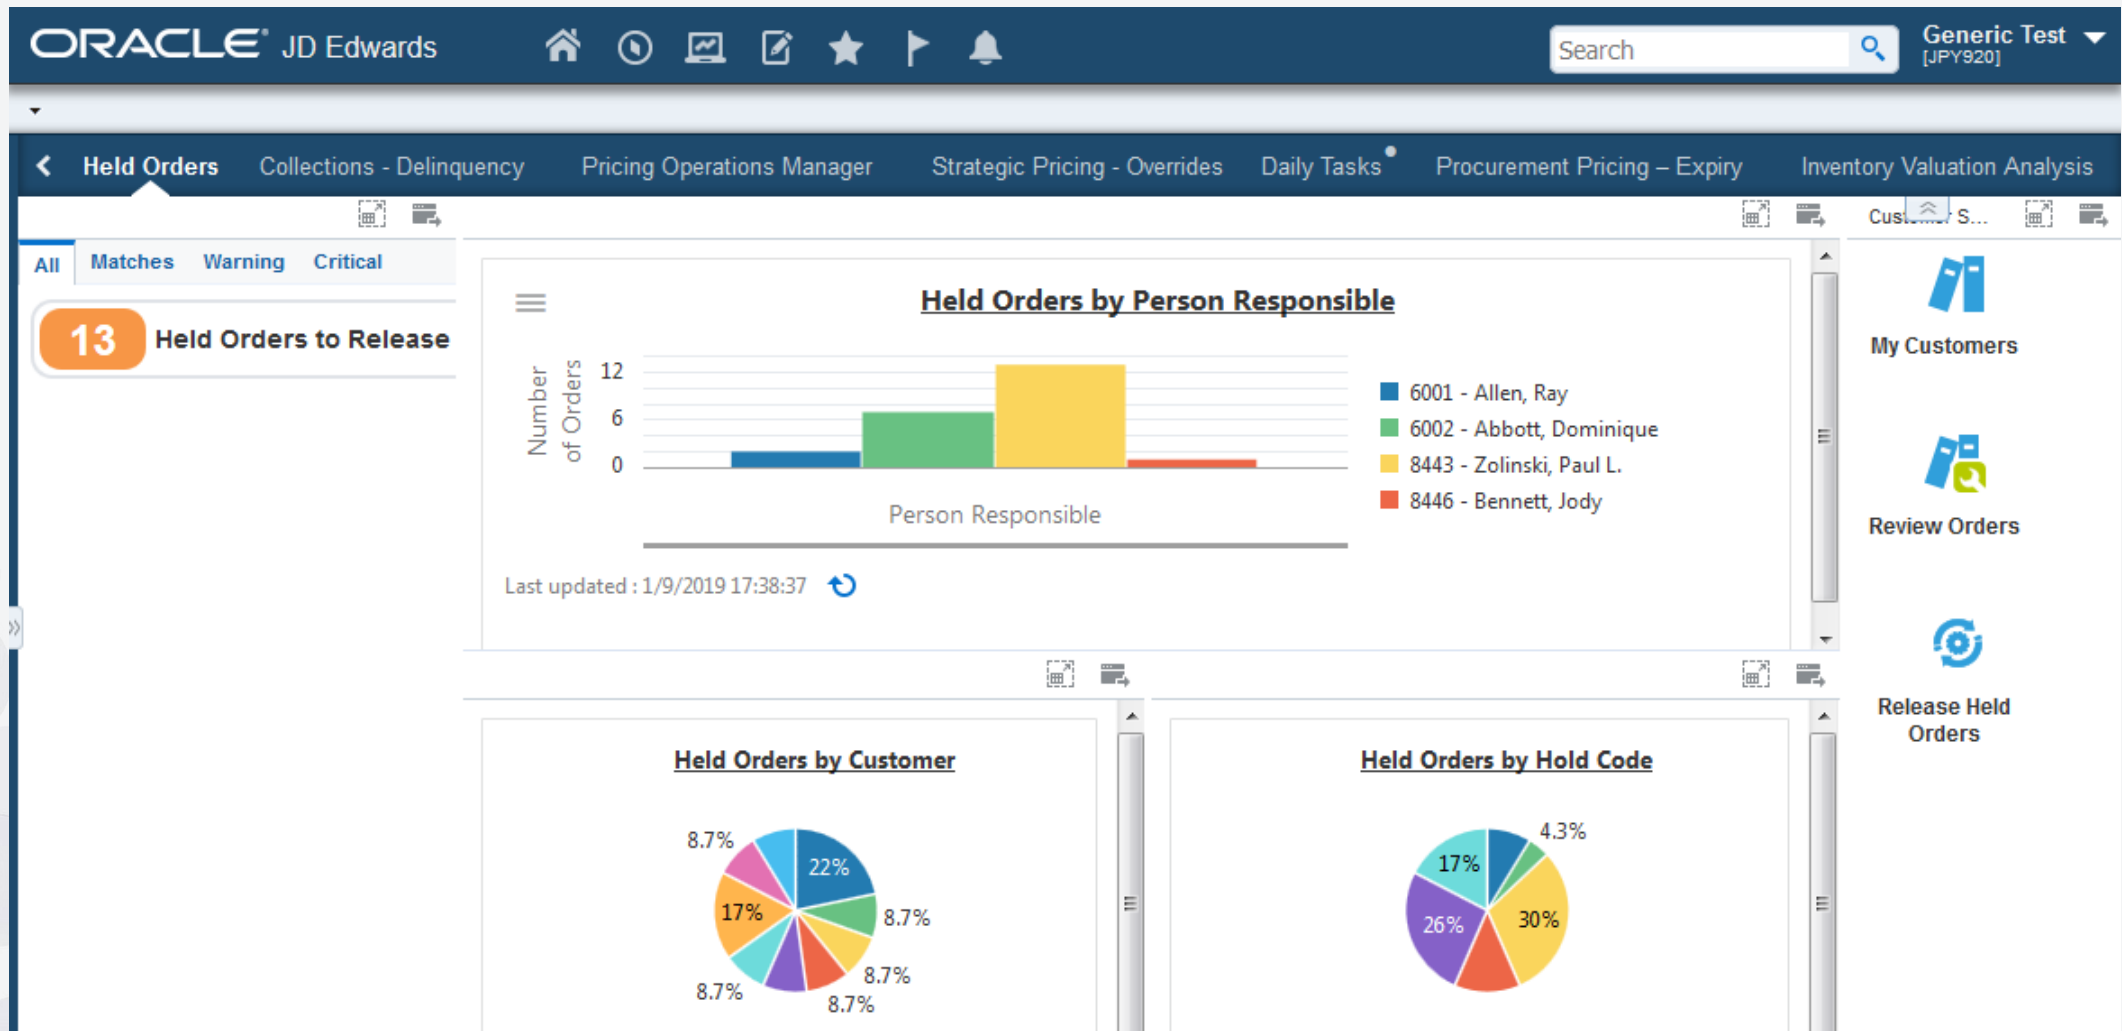 ORACLE JD Edwards
Search
Generic Test
[JPY920]
Held Orders
Collections - Delinquency
Pricing Operations Manager
Strategic Pricing - Overrides
Daily Tasks
Procurement Pricing – Expiry
Inventory Valuation Analysis
All
Matches
Warning
Critical
13 Held Orders to Release
Held Orders by Person Responsible
Number
of Orders
12
6
0
Person Responsible
6001 - Allen, Ray
6002 - Abbott, Dominique
8443 - Zolinski, Paul L.
8446 - Bennett, Jody
Last updated : 1/9/2019 17:38:37
S...
My Customers
Review Orders
Release Held
Orders
Held Orders by Customer
8.7%
22%
17%
8.7%
8.7%
8.7%
8.7%
Held Orders by Hold Code
4.3%
17%
26%
30%